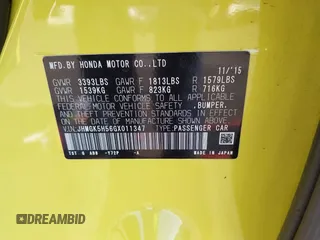 MFD.BY HONDA MOTOR CO.,LTD.
11/'15
GVWR 3393LBS GAWR F 1813LBS R 1579LBS
GVWR 1539KG GAWR F 823KG R 716KG
THIS VEHICLE CONFORMS TO ALL APPLICABLE
FEDERAL MOTOR VEHICLE SAFETY, BUMPER,
AND THEFT PREVENTION STANDARDS IN EFFECT
ON THE DATE OF MANUFACTURE SHOWN ABOVE.
V.I.N. JHMGK5H56GX011347 TYPE:PASSENGER CAR
MADE IN JAPAN
DREAMBID